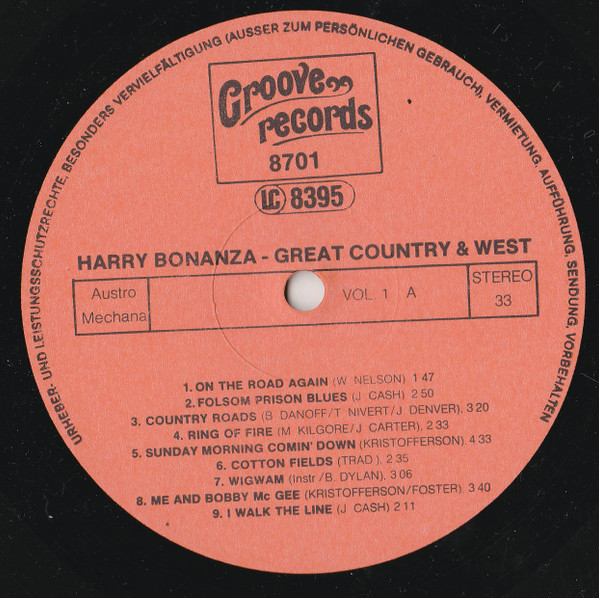 URHEBER- UND LEISTUNGSSCHUTZRECHTE, BESONDERS VERVIELFÄLTIGUNG (AUSSER ZUM PERSÖNLICHEN GEBRAUCH), VERMIETUNG, AUFFÜHRUNG, SENDUNG, VORBEHALTEN
Groove
records
8701
LC 8395
HARRY BONANZA - GREAT COUNTRY & WEST
Austro
Mechana
VOL. 1 A
STEREO
33
1. ON THE ROAD AGAIN (W NELSON) 1 47
2. FOLSOM PRISON BLUES (J CASH) 2 50
3. COUNTRY ROADS (B DANOFF/T NIVERT/J DENVER). 3 20
4. RING OF FIRE (M KILGORE/J CARTER). 2 33
5. SUNDAY MORNING COMIN' DOWN (KRISTOFFERSON). 4 33
6. COTTON FIELDS (TRAD). 2 35
7. WIGWAM (Instr /B. DYLAN). 3 06
8. ME AND BOBBY Mc GEE (KRISTOFFERSON/FOSTER). 3 40
9. I WALK THE LINE (J CASH) 2 11